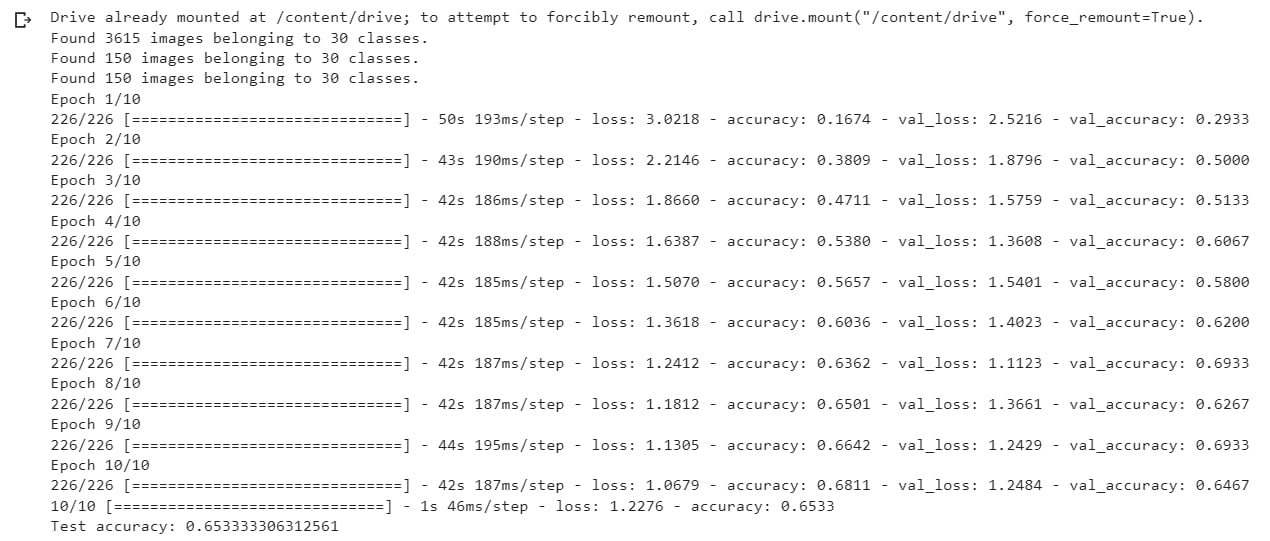 Drive already mounted at /content/drive; to attempt to forcibly remount, call drive.mount("/content/drive", force_remount=True).
Found 3615 images belonging to 30 classes.
Found 150 images belonging to 30 classes.
Found 150 images belonging to 30 classes.
Epoch 1/10
226/226 [==============================] - 50s 193ms/step - loss: 3.0218 - accuracy: 0.1674 - val_loss: 2.5216 - val_accuracy: 0.2933
Epoch 2/10
226/226 [==============================] - 43s 190ms/step - loss: 2.2146 - accuracy: 0.3809 - val_loss: 1.8796 - val_accuracy: 0.5000
Epoch 3/10
226/226 [==============================] - 42s 186ms/step - loss: 1.8660 - accuracy: 0.4711 - val_loss: 1.5759 - val_accuracy: 0.5133
Epoch 4/10
226/226 [==============================] - 42s 188ms/step - loss: 1.6387 - accuracy: 0.5380 - val_loss: 1.3608 - val_accuracy: 0.6067
Epoch 5/10
226/226 [==============================] - 42s 185ms/step - loss: 1.5070 - accuracy: 0.5657 - val_loss: 1.5401 - val_accuracy: 0.5800
Epoch 6/10
226/226 [==============================] - 42s 185ms/step - loss: 1.3618 - accuracy: 0.6036 - val_loss: 1.4023 - val_accuracy: 0.6200
Epoch 7/10
226/226 [==============================] - 42s 187ms/step - loss: 1.2412 - accuracy: 0.6362 - val_loss: 1.1123 - val_accuracy: 0.6933
Epoch 8/10
226/226 [==============================] - 42s 187ms/step - loss: 1.1812 - accuracy: 0.6501 - val_loss: 1.3661 - val_accuracy: 0.6267
Epoch 9/10
226/226 [==============================] - 44s 195ms/step - loss: 1.1305 - accuracy: 0.6642 - val_loss: 1.2429 - val_accuracy: 0.6933
Epoch 10/10
226/226 [==============================] - 42s 187ms/step - loss: 1.0679 - accuracy: 0.6811 - val_loss: 1.2484 - val_accuracy: 0.6467
10/10 [==============================] - 1s 46ms/step - loss: 1.2276 - accuracy: 0.6533
Test accuracy: 0.653333306312561